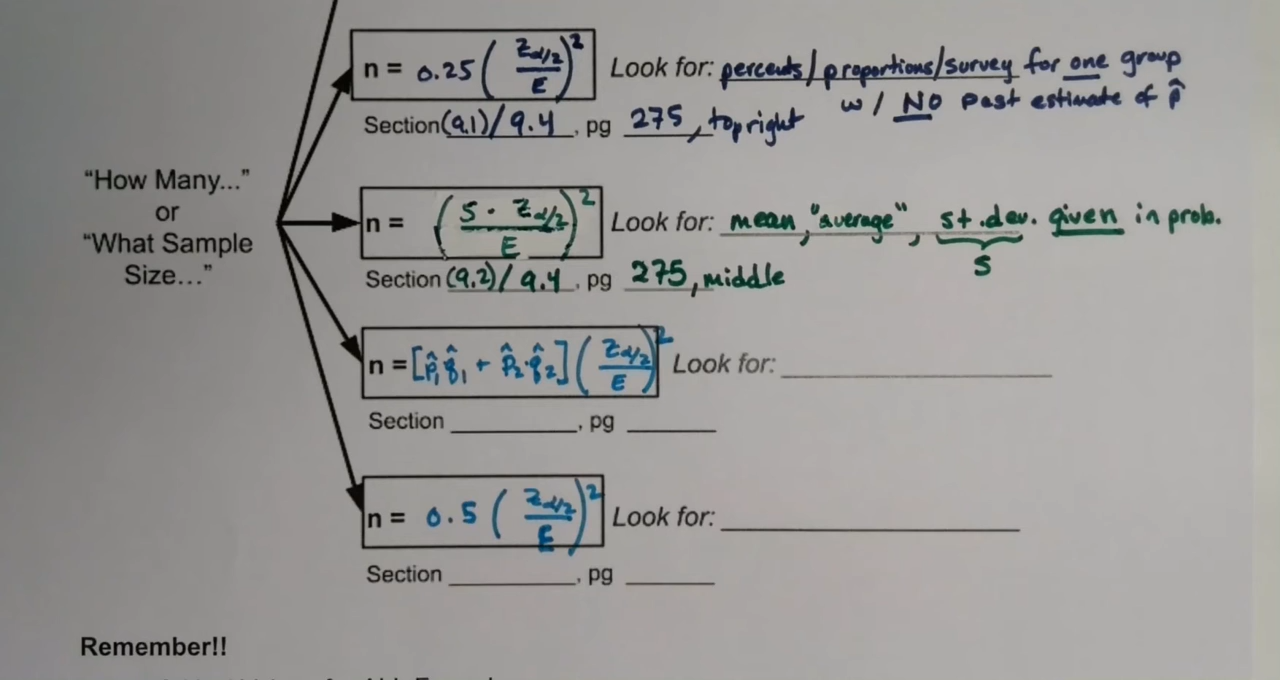 n = 0.25 (Zα/2 / E)² Look for: percents/proportions/survey for one group
w/ NO past estimate of p̂
Section (9.1)/9.4, pg 275, top right
"How Many..."
or
"What Sample
Size..."
n = (S · Zα/2 / E)² Look for: mean, "average", st. dev. given in prob.
S
Section (9.2)/9.4, pg 275, middle
n = [p̂₁q̂₁ + p̂₂·q̂₂] (Zα/2 / E)² Look for:
Section , pg
n = 0.5 (Zα/2 / E)² Look for:
Section , pg
Remember!!